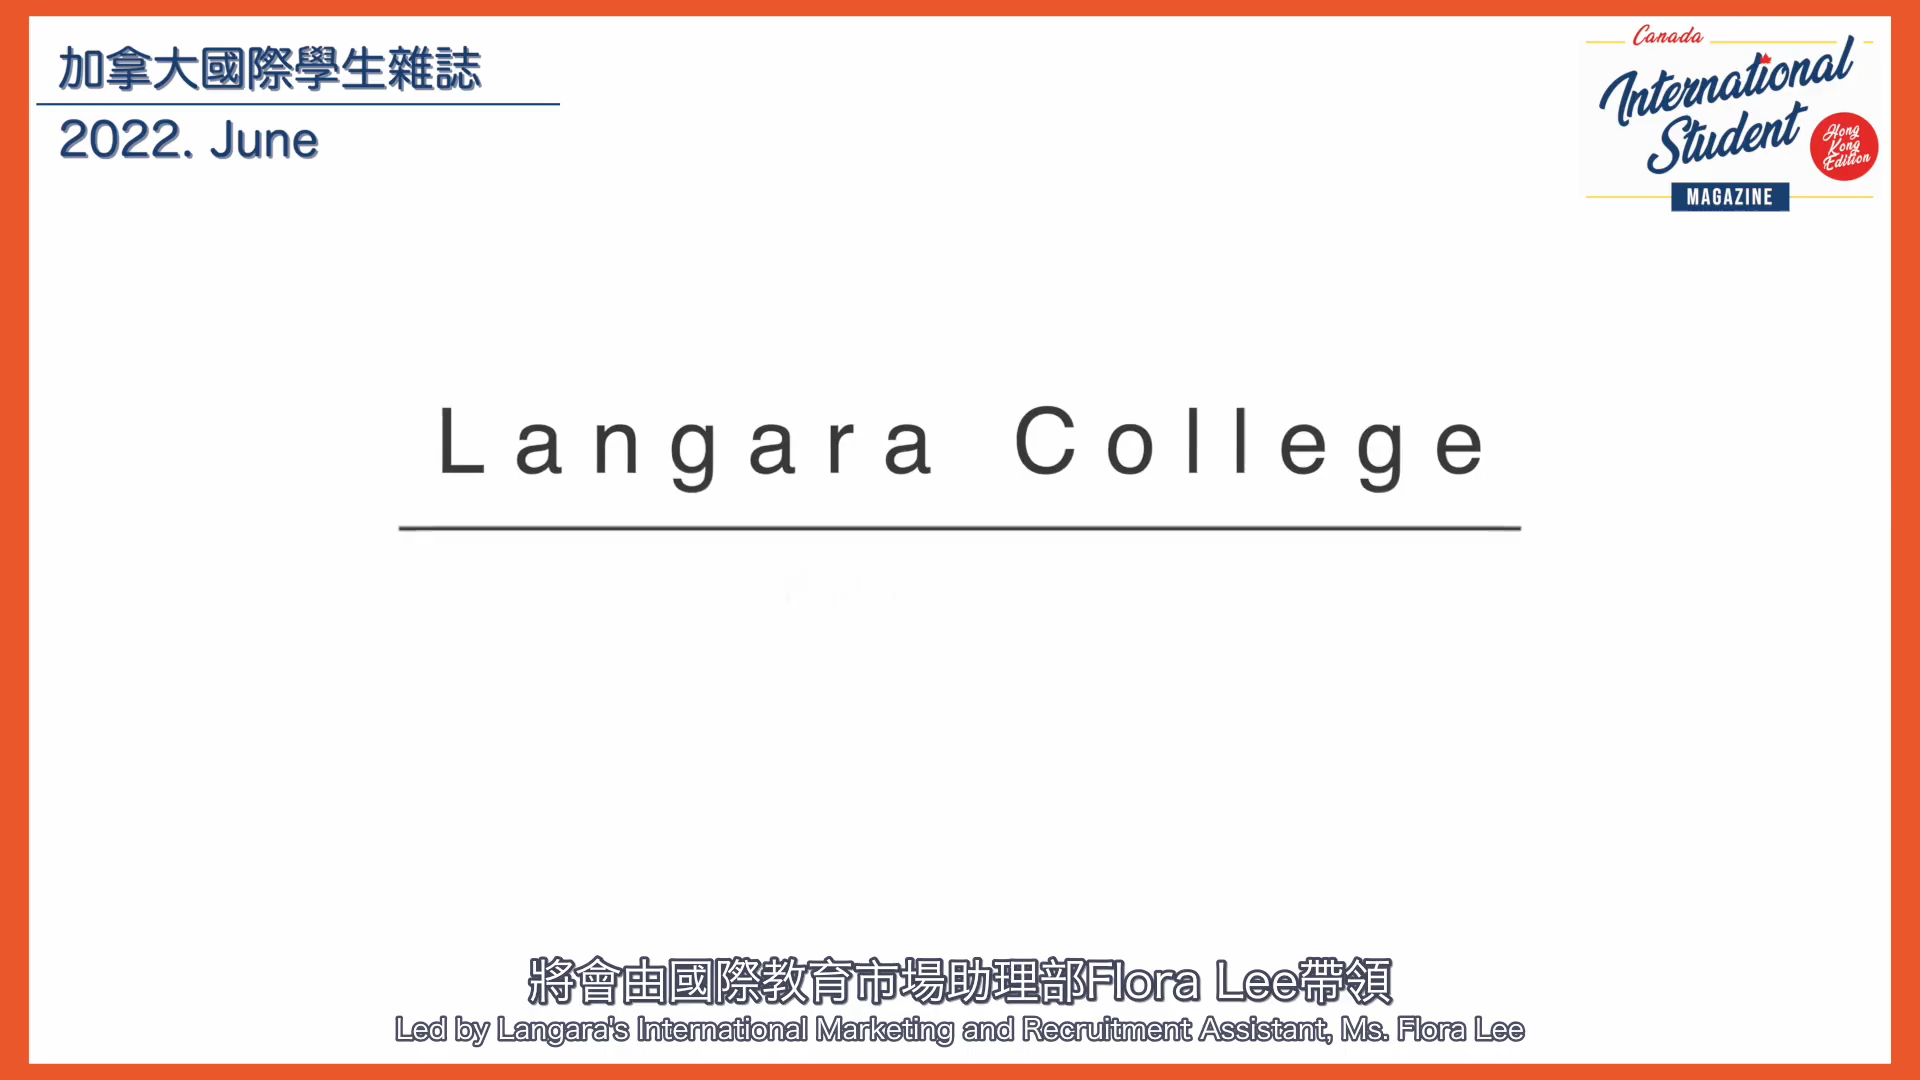 加拿大國際學生雜誌
2022. June
Canada
International
Student
Hong
Kong
Edition
MAGAZINE
Langara College
將會由國際教育市場助理部Flora Lee帶領
Led by Langara's International Marketing and Recruitment Assistant, Ms. Flora Lee